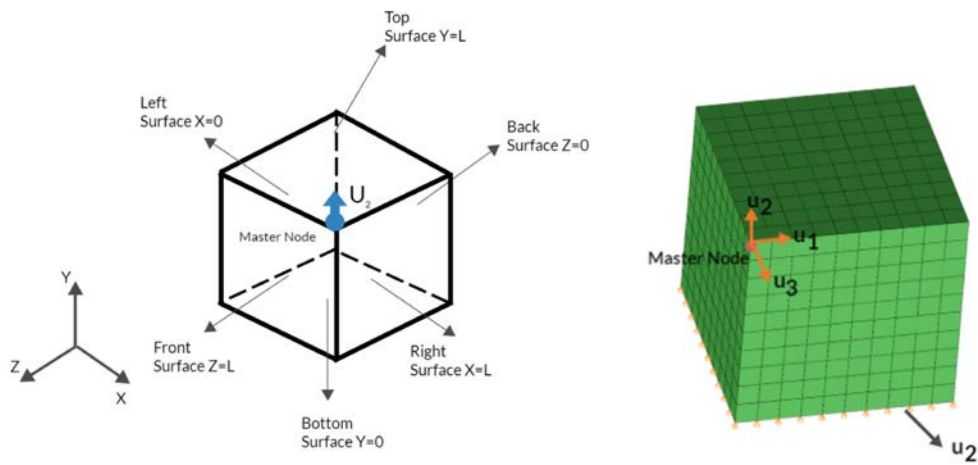 Top
Surface Y=L
Left
Surface X=0
Back
Surface Z=0
U₂
Master Node
Y
Z
X
Front
Surface Z=L
Right
Surface X=L
Bottom
Surface Y=0
u₂
u₁
Master Node
u₃
u₂